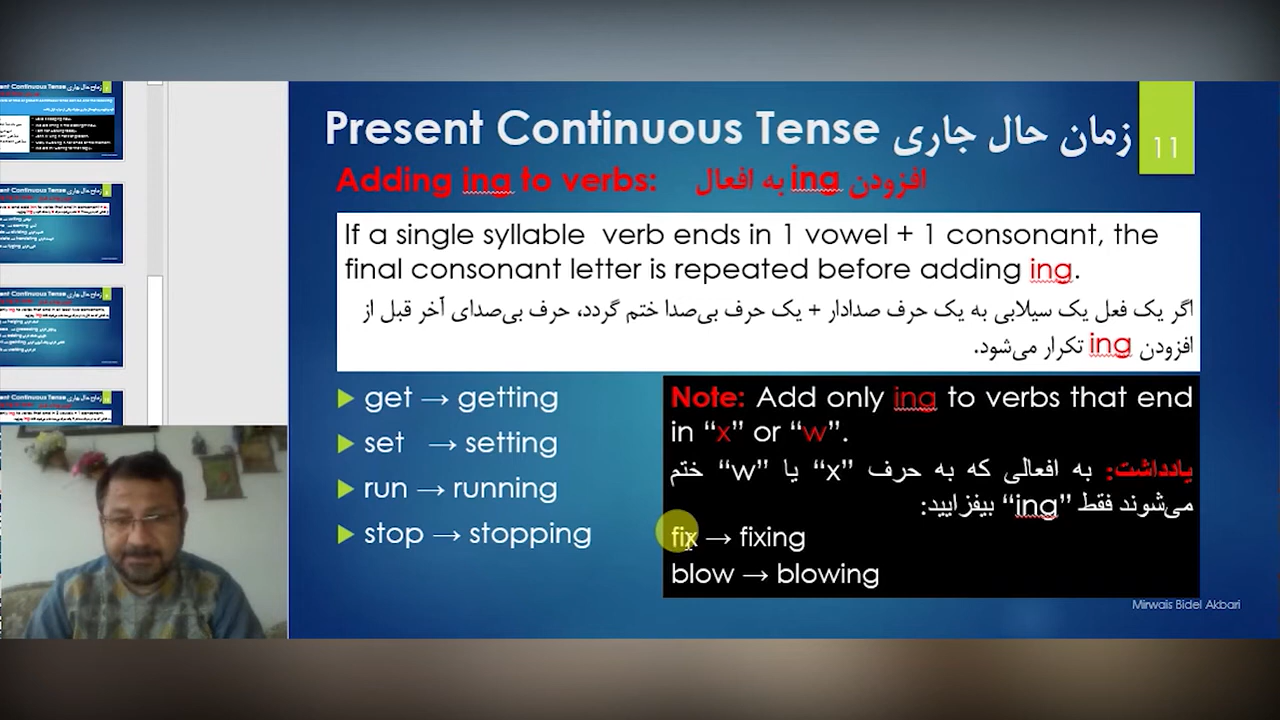 Present Continuous Tense زمان حال جاری
11
Adding ing to verbs: افزودن ing به افعال
If a single syllable verb ends in 1 vowel + 1 consonant, the
final consonant letter is repeated before adding ing.
اگر یک فعل یک سیلابی به یک حرف صدادار + یک حرف بی‌صدا ختم گردد، حرف بی‌صدای آخر قبل از
افزودن ing تکرار می‌شود.
get → getting
set → setting
run → running
stop → stopping
Note: Add only ing to verbs that end
in “x” or “w”.
یادداشت: به افعالی که به حرف “x” یا “w” ختم
می‌شوند فقط “ing” بیفزایید:
fix → fixing
blow → blowing
Mirwais Bidel Akbari